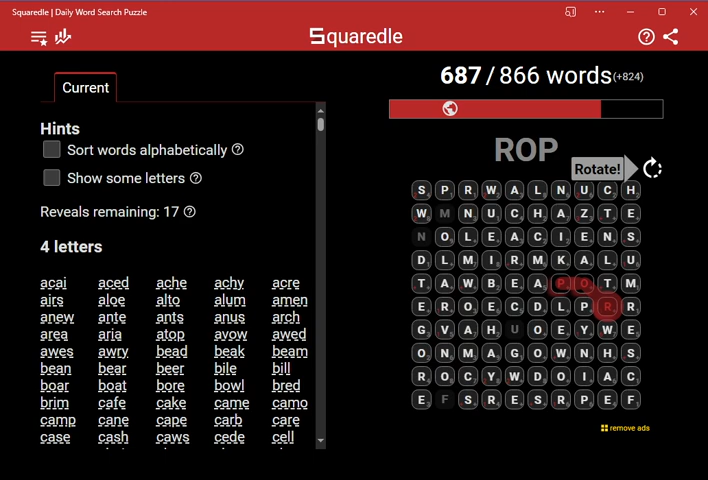 Squaredle | Daily Word Search Puzzle
Squaredle
Current
687/866 words(+824)
Hints
Sort words alphabetically
Show some letters
Reveals remaining: 17
ROP
Rotate!
4 letters
açai aced ache achy acre
airs aloe alto alum amen
anew ante ants anus arch
area aria atop avow awed
awes awry bead beak beam
bean bear beer bile bill
boar boat bore bowl bred
brim cafe cake came camo
camp cane cape carb care
case cash caws cede cell
S P R W A L N U C H
W M N U C H A Z T E
N O L E A C I E N S
D L M I R M K A L U
T A W B E A P O T M
E R O E C D L P R R
G V A H U O E Y W E
O N M A G O W N H S
R O C Y W D O I A C
E F S R E S R P E F
remove ads